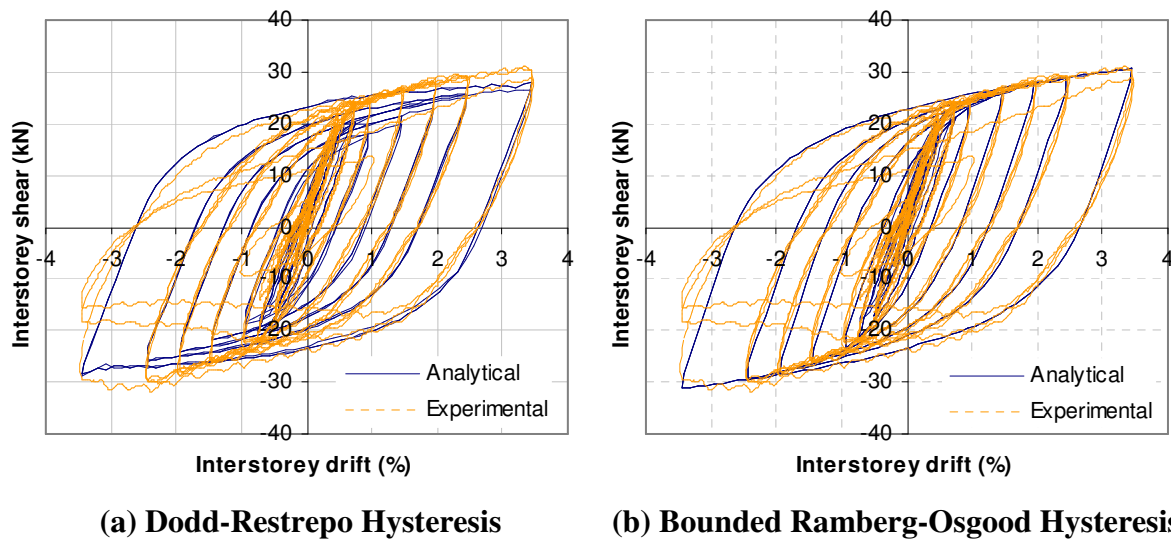 40
30
20
10
0
-10
-20
-30
-40
-4 -3 -2 -1 0 1 2 3 4
Interstorey shear (kN)
Interstorey drift (%)
Analytical
Experimental
(a) Dodd-Restrepo Hysteresis
40
30
20
10
0
-10
-20
-30
-40
-4 -3 -2 -1 0 1 2 3 4
Interstorey shear (kN)
Interstorey drift (%)
Analytical
Experimental
(b) Bounded Ramberg-Osgood Hysteresis